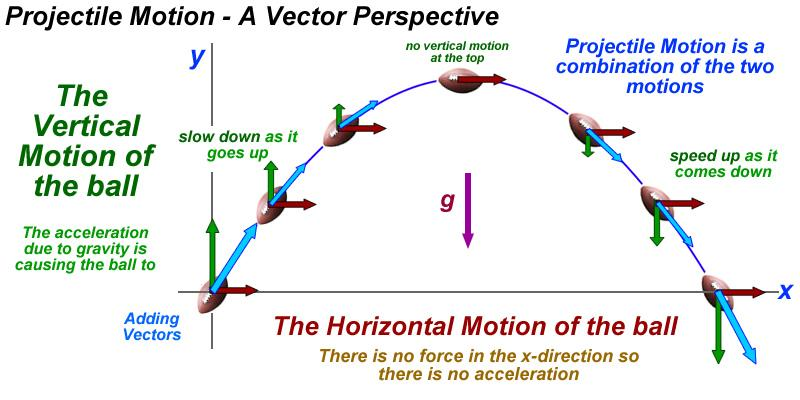 Projectile Motion - A Vector Perspective
y
no vertical motion
at the top
Projectile Motion is a
combination of the two
motions
The
Vertical
Motion of
the ball
slow down as it
goes up
speed up as it
comes down
g
The acceleration
due to gravity is
causing the ball to
x
Adding
Vectors
The Horizontal Motion of the ball
There is no force in the x-direction so
there is no acceleration